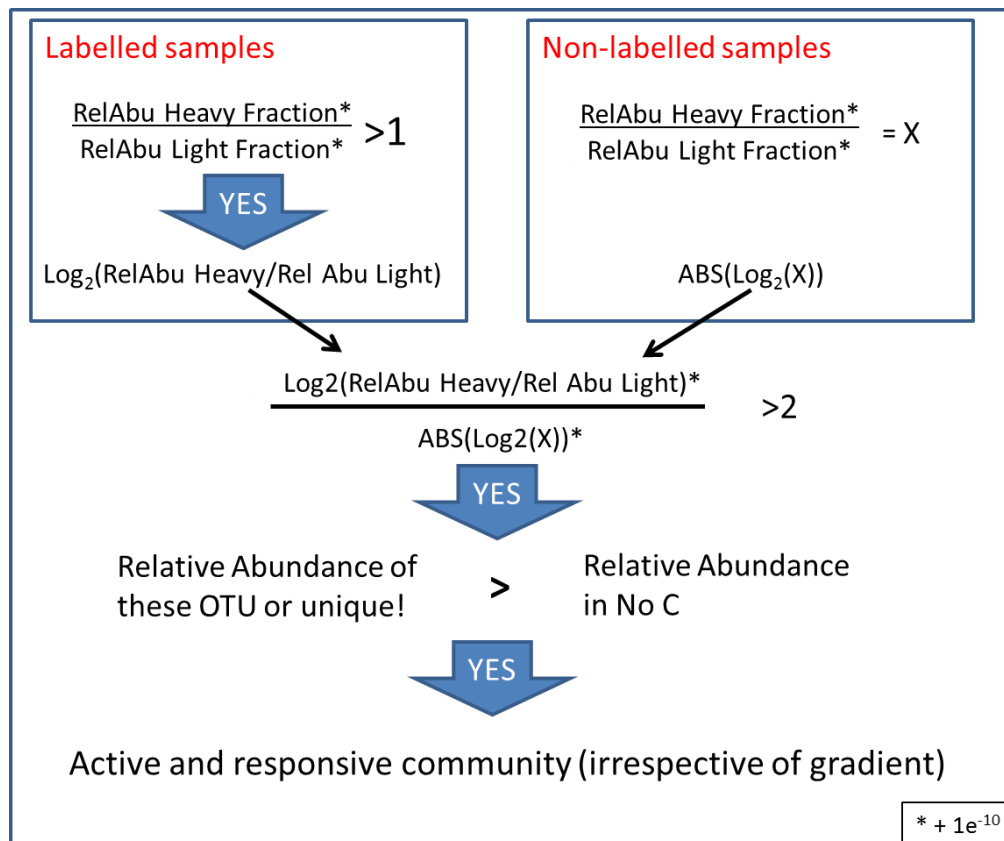 Labelled samples
RelAbu Heavy Fraction*
RelAbu Light Fraction*
>1
YES
Log₂(RelAbu Heavy/Rel Abu Light)
Non-labelled samples
RelAbu Heavy Fraction*
RelAbu Light Fraction*
= X
ABS(Log₂(X))
Log2(RelAbu Heavy/Rel Abu Light)*
ABS(Log2(X))*
>2
YES
Relative Abundance of
these OTU or unique!
>
Relative Abundance
in No C
YES
Active and responsive community (irrespective of gradient)
* + 1e⁻¹⁰